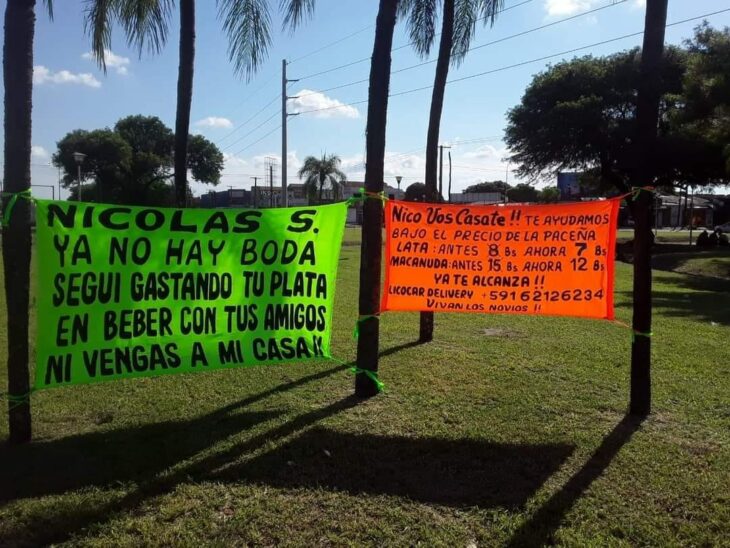 NICOLAS S.
YA NO HAY BODA
SEGUI GASTANDO TU PLATA
EN BEBER CON TUS AMIGOS
NI VENGAS A MI CASA!!
NICO VOS CASATE!! TE AYUDAMOS
BAJO EL PRECIO DE LA PACEÑA
LATA: ANTES 8 Bs AHORA 7 Bs
MACANUDA: ANTES 15 Bs AHORA 12 Bs
YA TE ALCANZA!!
LICOCAR DELIVERY +591 62126234
VIVAN LOS NOVIOS!!